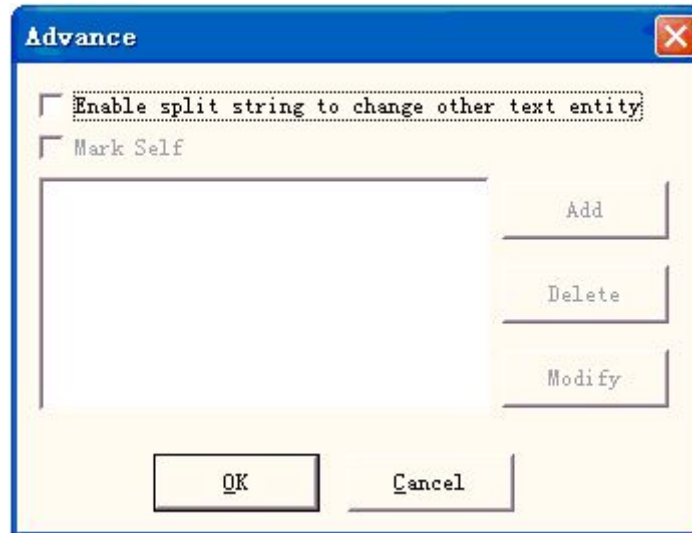 Advance
Enable split string to change other text entity
Mark Self
Add
Delete
Modify
OK
Cancel